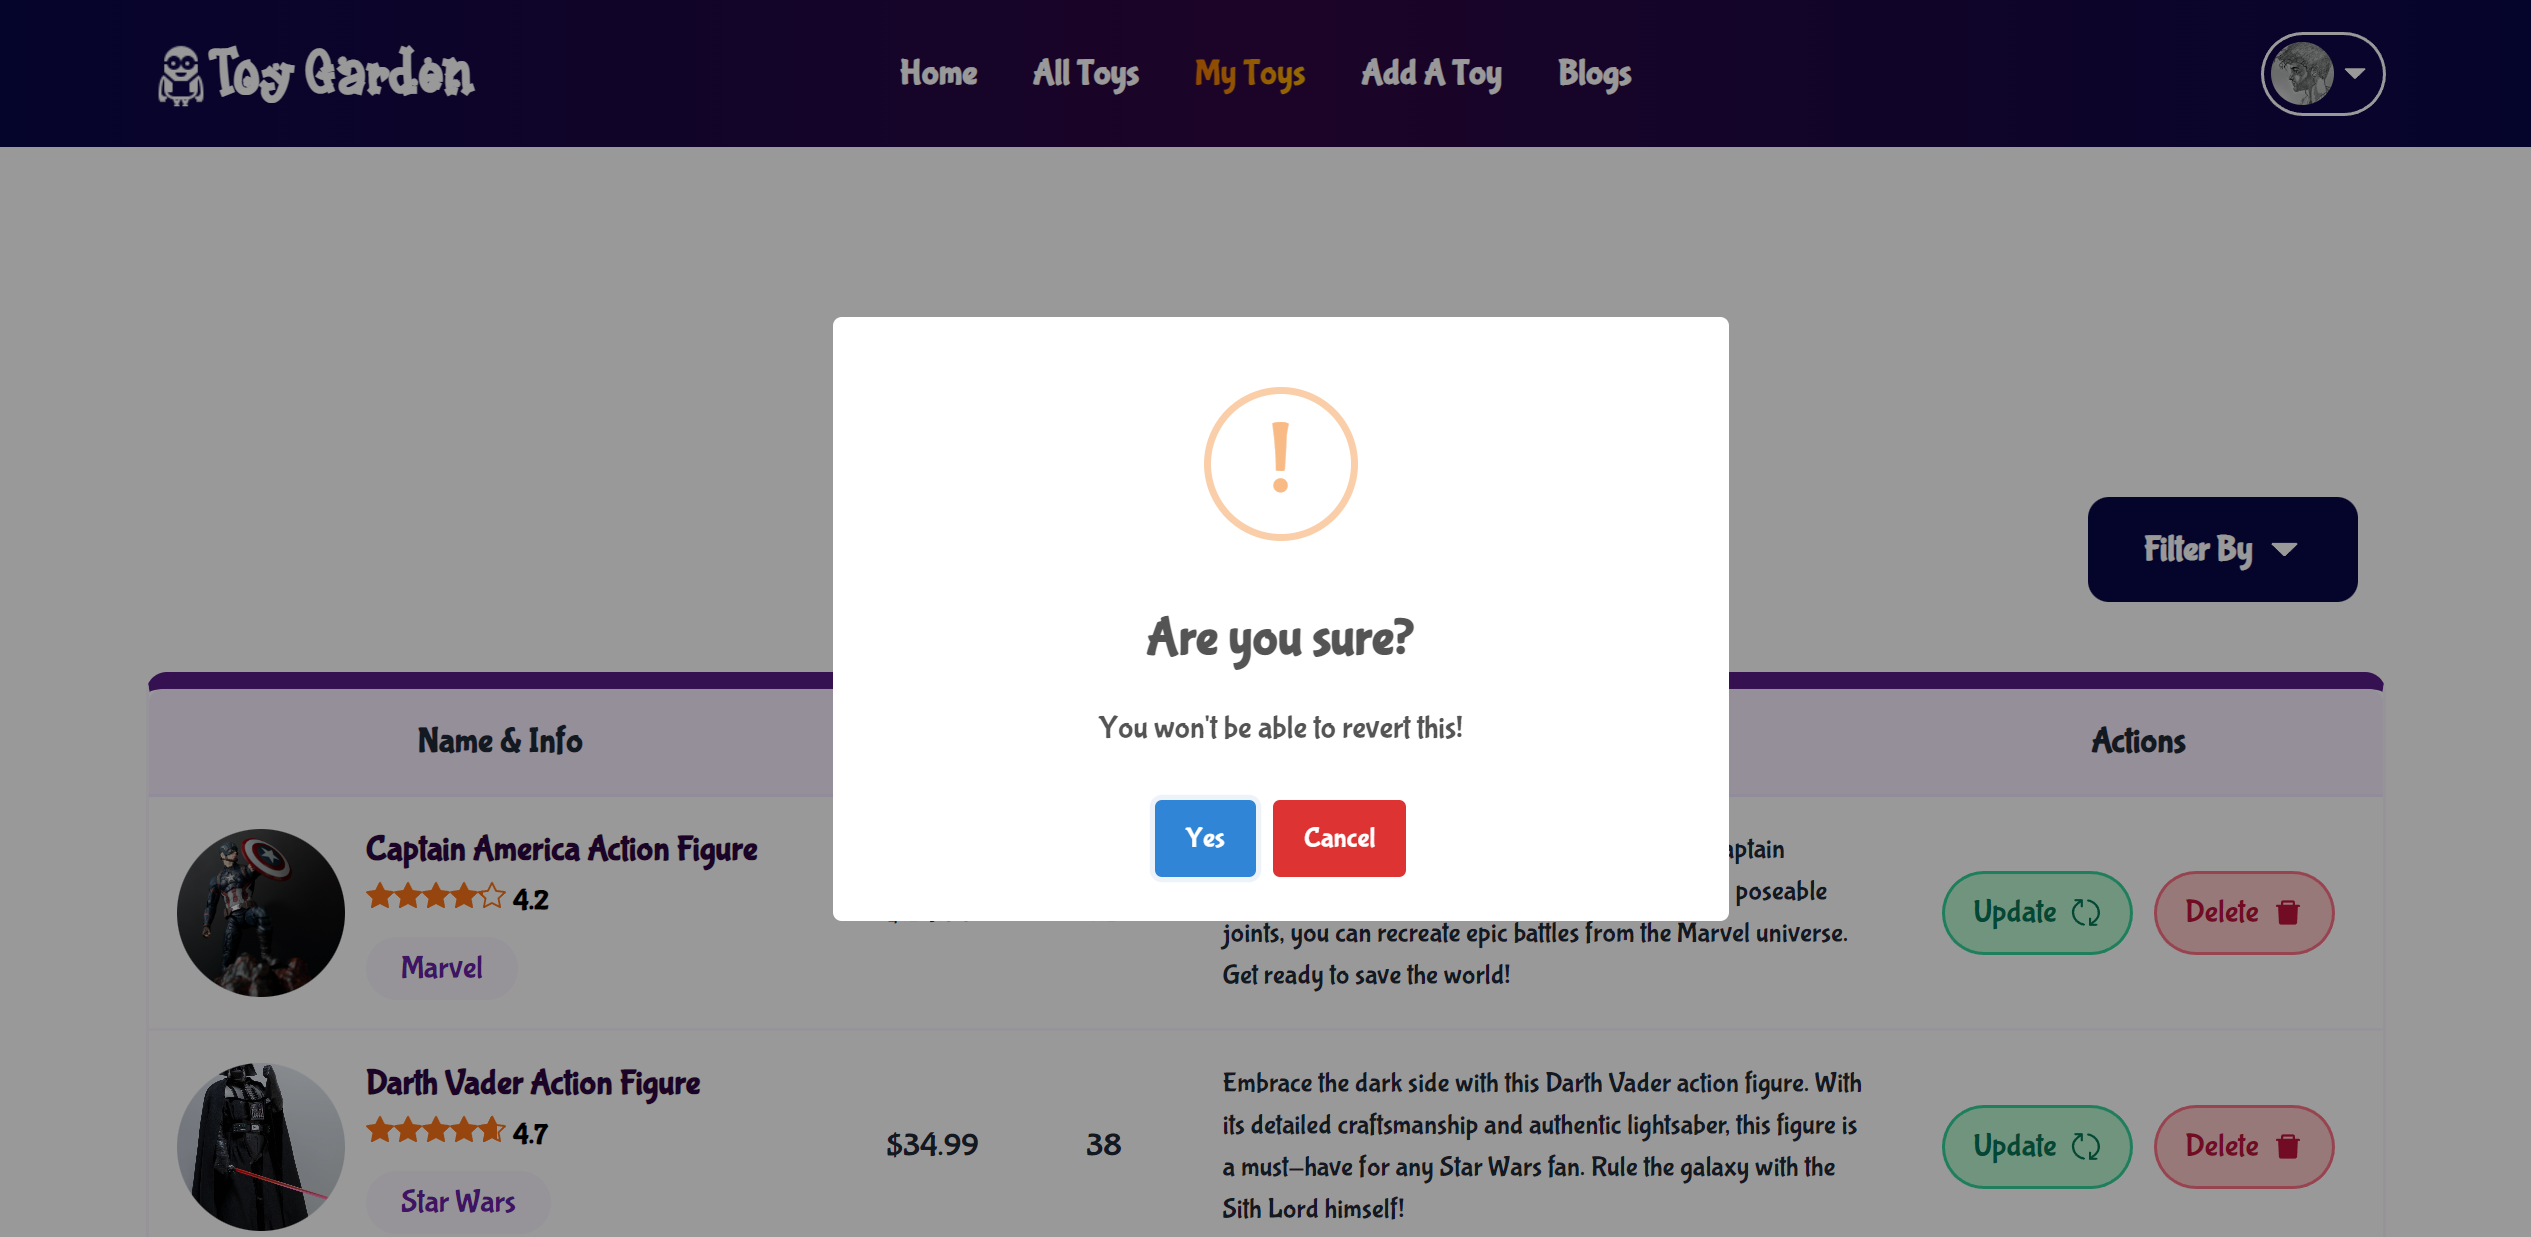 Toy Garden
Home
All Toys
My Toys
Add A Toy
Blogs
Filter By
!
Are you sure?
You won't be able to revert this!
Yes
Cancel
Name & Info
Actions
Captain America Action Figure
4.2
Marvel
poseable
joints, you can recreate epic battles from the Marvel universe.
Get ready to save the world!
Update
Delete
Darth Vader Action Figure
4.7
Star Wars
$34.99
38
Embrace the dark side with this Darth Vader action figure. With
its detailed craftsmanship and authentic lightsaber, this figure is
a must-have for any Star Wars fan. Rule the galaxy with the
Sith Lord himself!
Update
Delete